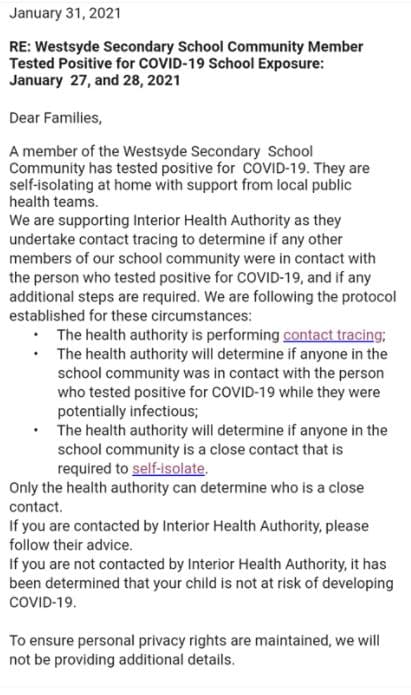 January 31, 2021
RE: Westsyde Secondary School Community Member
Tested Positive for COVID-19 School Exposure:
January 27, and 28, 2021
Dear Families,
A member of the Westsyde Secondary School
Community has tested positive for COVID-19. They are
self-isolating at home with support from local public
health teams.
We are supporting Interior Health Authority as they
undertake contact tracing to determine if any other
members of our school community were in contact with
the person who tested positive for COVID-19, and if any
additional steps are required. We are following the protocol
established for these circumstances:
• The health authority is performing contact tracing;
• The health authority will determine if anyone in the
school community was in contact with the person
who tested positive for COVID-19 while they were
potentially infectious;
• The health authority will determine if anyone in the
school community is a close contact that is
required to self-isolate.
Only the health authority can determine who is a close
contact.
If you are contacted by Interior Health Authority, please
follow their advice.
If you are not contacted by Interior Health Authority, it has
been determined that your child is not at risk of developing
COVID-19.
To ensure personal privacy rights are maintained, we will
not be providing additional details.